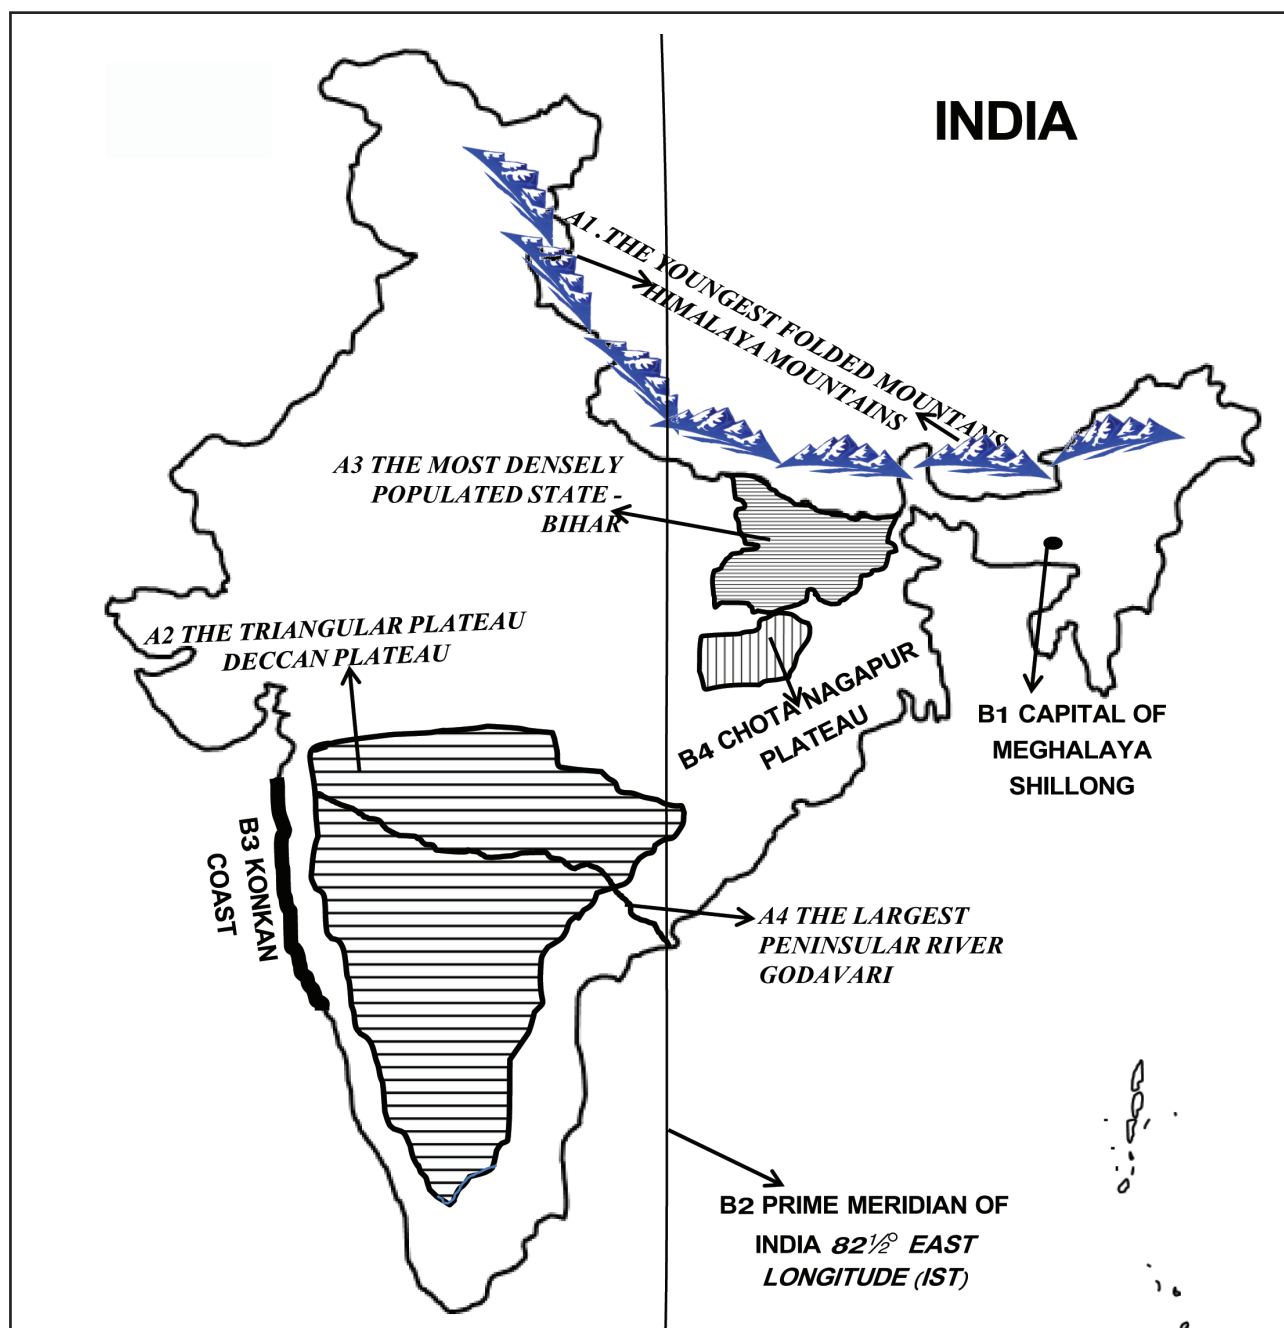 INDIA
A1. THE YOUNGEST FOLDED MOUNTANS
HIMALAYA MOUNTAINS
A3 THE MOST DENSELY
POPULATED STATE -
BIHAR
A2 THE TRIANGULAR PLATEAU
DECCAN PLATEAU
B4 CHOTA NAGAPUR
PLATEAU
B1 CAPITAL OF
MEGHALAYA
SHILLONG
B3 KONKAN
COAST
A4 THE LARGEST
PENINSULAR RIVER
GODAVARI
B2 PRIME MERIDIAN OF
INDIA 82½° EAST
LONGITUDE (IST)